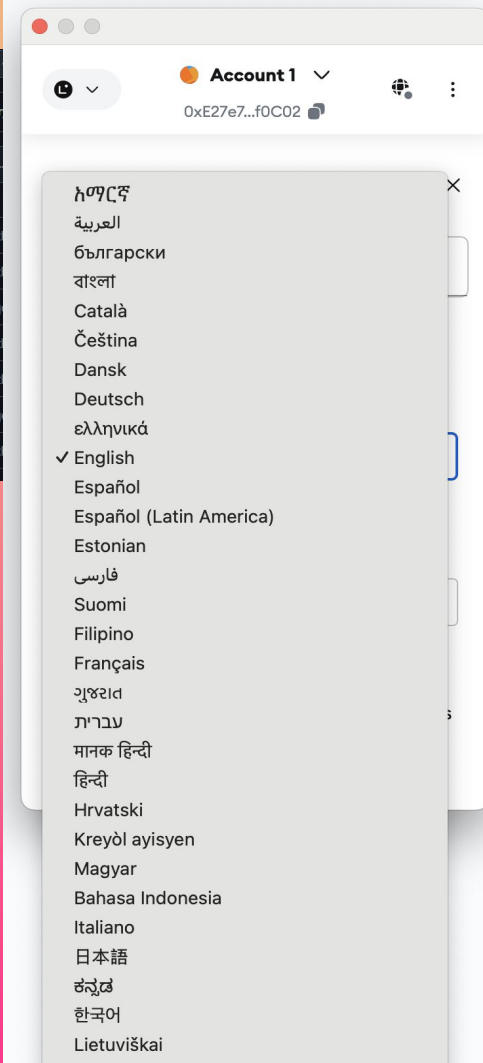 Account 1
0xE27e7...f0C02
አማርኛ
العربية
български
বাংলা
Català
Čeština
Dansk
Deutsch
ελληνικά
English
Español
Español (Latin America)
Estonian
فارسی
Suomi
Filipino
Français
ગુજરાત
עברית
मानक हिन्दी
हिन्दी
Hrvatski
Kreyòl ayisyen
Magyar
Bahasa Indonesia
Italiano
日本語
ಕನ್ನಡ
한국어
Lietuviškai